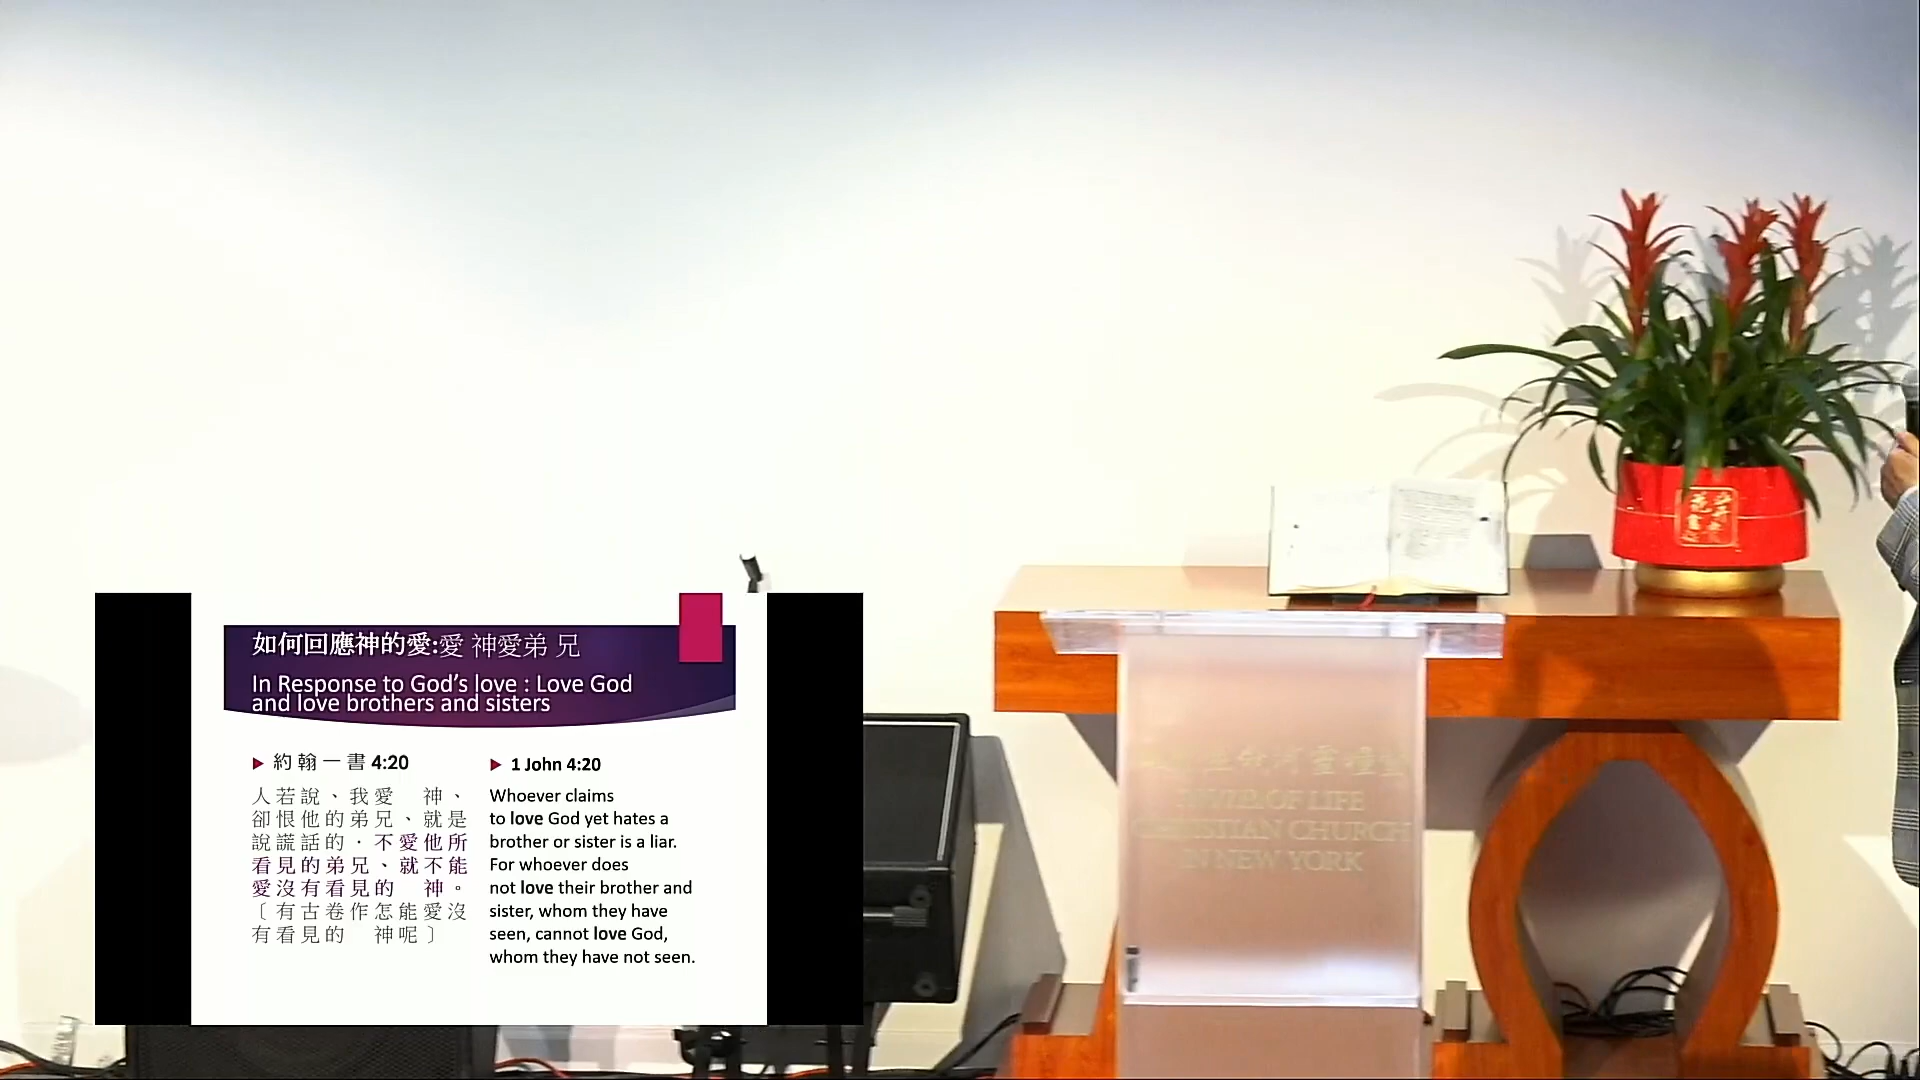 如何回應神的愛:愛 神愛弟 兄
In Response to God's love : Love God
and love brothers and sisters
約翰一書 4:20
人若說、我愛　神、
卻恨他的弟兄、就是
說謊話的．不愛他所
看見的弟兄、就不能
愛沒有看見的　神。
〔有古卷作怎能愛沒
有看見的　神呢〕
1 John 4:20
Whoever claims
to love God yet hates a
brother or sister is a liar.
For whoever does
not love their brother and
sister, whom they have
seen, cannot love God,
whom they have not seen.
RIVER OF LIFE
CHRISTIAN CHURCH
IN NEW YORK